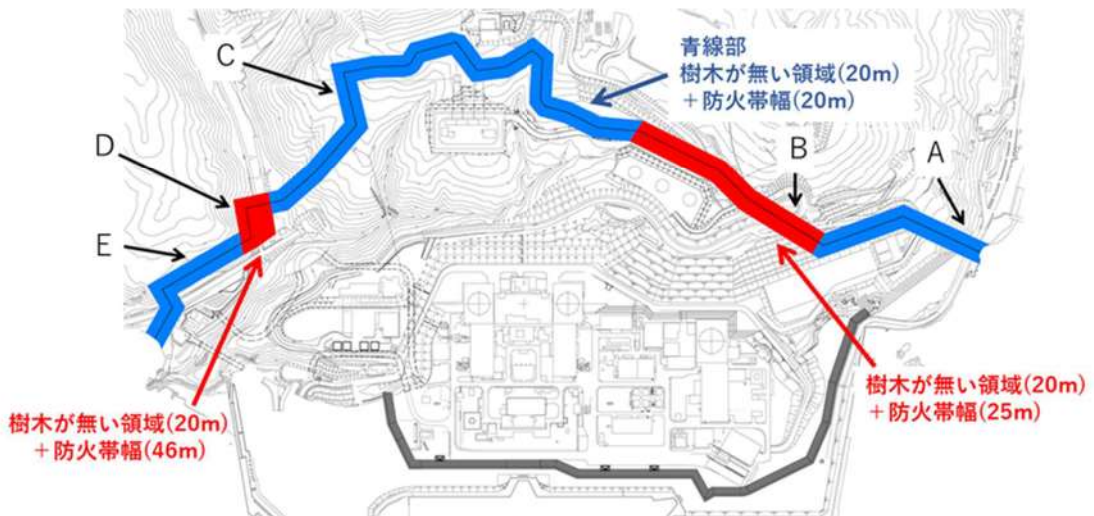 C
青線部
樹木が無い領域(20m)
＋防火帯幅(20m)
D
B
A
E
樹木が無い領域(20m)
＋防火帯幅(46m)
樹木が無い領域(20m)
＋防火帯幅(25m)